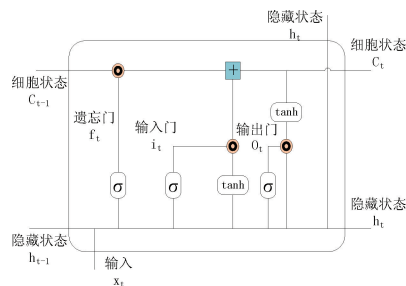 隐藏状态
hₜ
细胞状态
Cₜ
细胞状态
Cₜ₋₁
+
遗忘门
fₜ
输入门
iₜ
输出门
Oₜ
tanh
σ
σ
tanh
σ
隐藏状态
hₜ
隐藏状态
hₜ₋₁
输入
xₜ